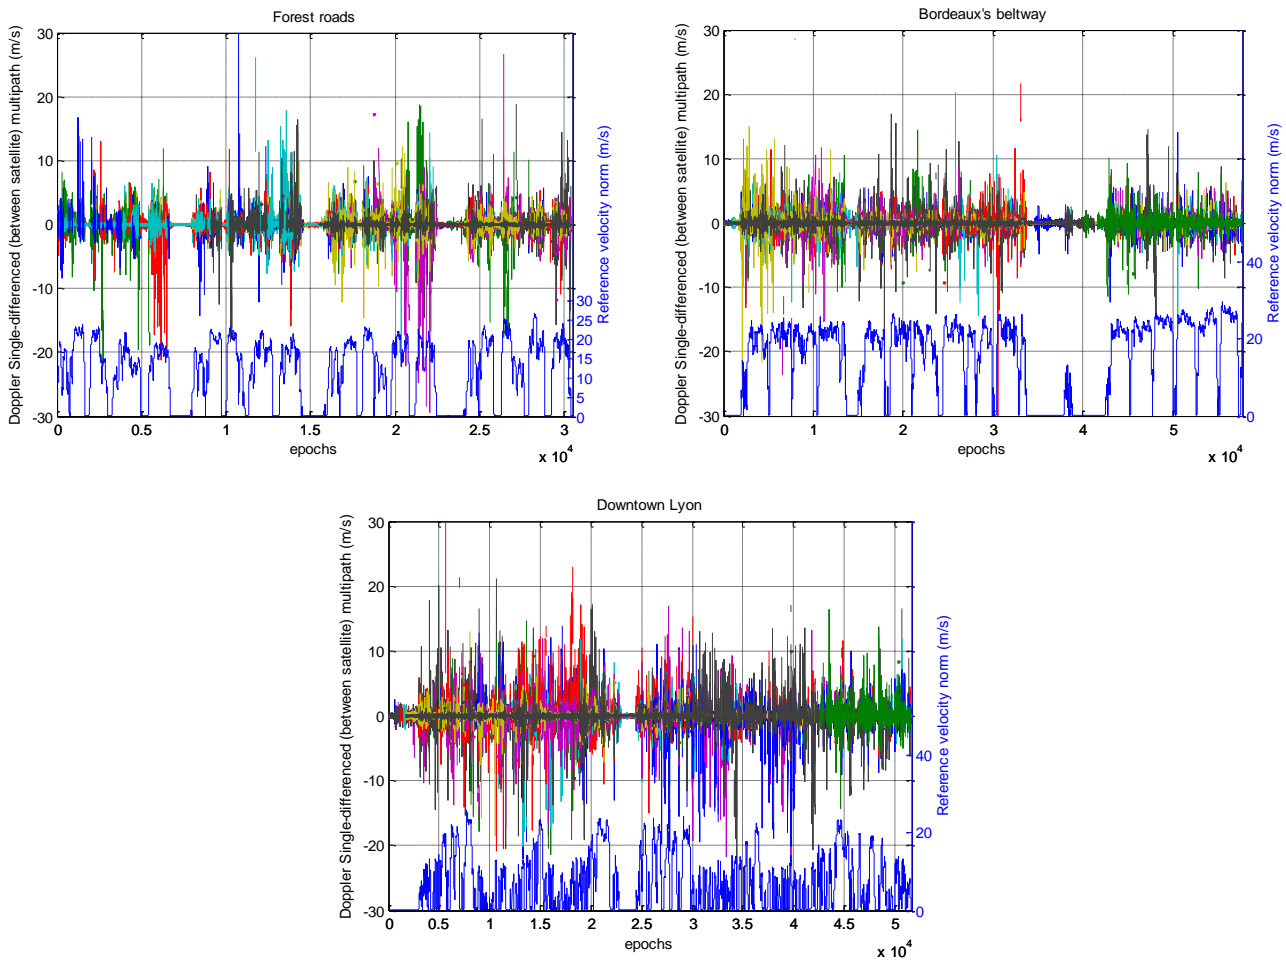 Forest roads
Doppler Single-differenced (between satellite) multipath (m/s)
30
20
10
0
-10
-20
-30
0 0.5 1 1.5 2 2.5 3
epochs
x 10^4
30
25
20
15
10
5
0
Reference velocity norm (m/s)
Bordeaux's beltway
Doppler Single-differenced (between satellite) multipath (m/s)
30
20
10
0
-10
-20
-30
0 1 2 3 4 5
epochs
x 10^4
40
20
0
Reference velocity norm (m/s)
Downtown Lyon
Doppler Single-differenced (between satellite) multipath (m/s)
30
20
10
0
-10
-20
-30
0 0.5 1 1.5 2 2.5 3 3.5 4 4.5 5
epochs
x 10^4
40
20
0
Reference velocity norm (m/s)